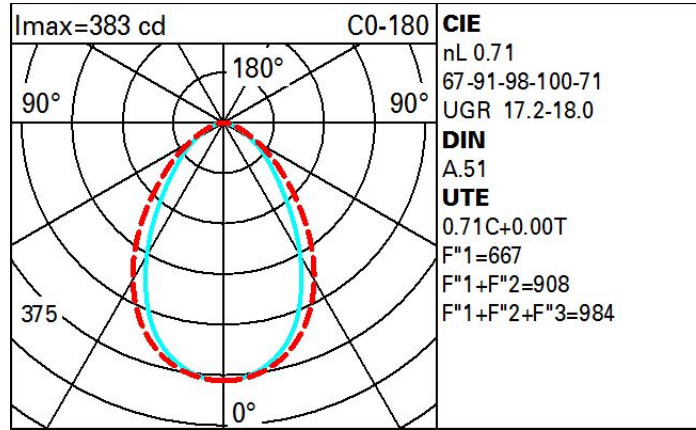 Imax=383 cd C0-180
180°
90° 90°
375
0°
CIE
nL 0.71
67-91-98-100-71
UGR 17.2-18.0
DIN
A.51
UTE
0.71C+0.00T
F"1=667
F"1+F"2=908
F"1+F"2+F"3=984